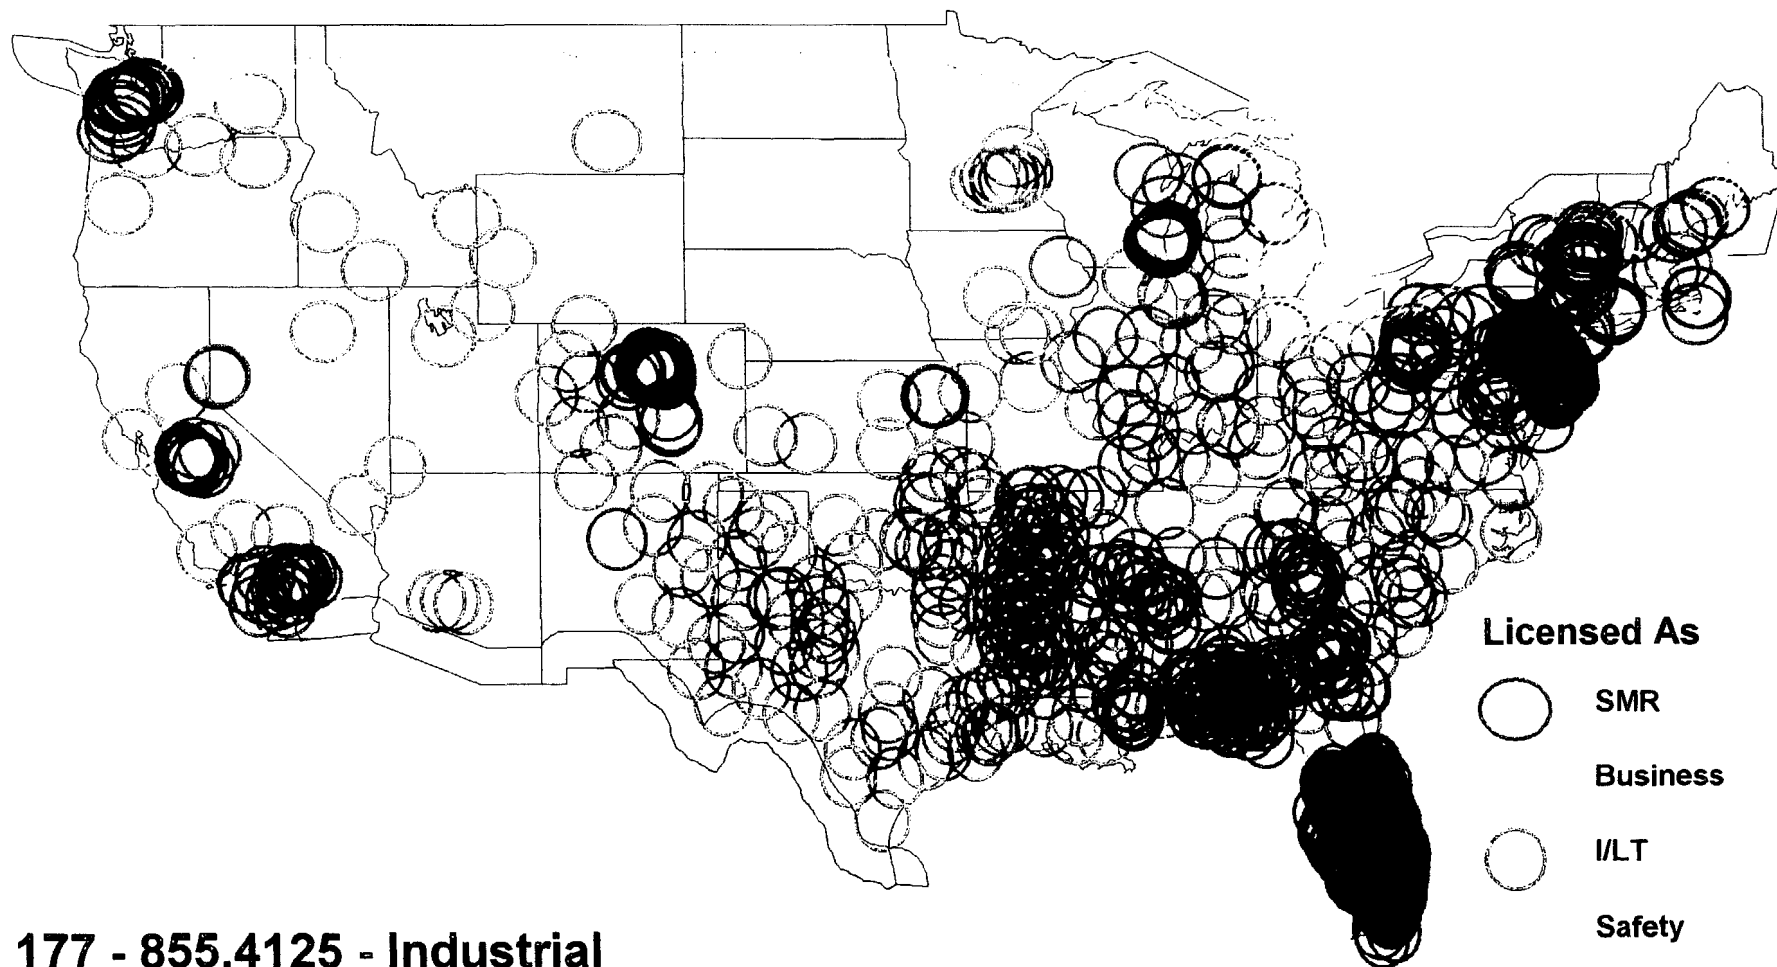 Licensed As
SMR
Business
I/LT
Safety
177 - 855.4125 - Industrial